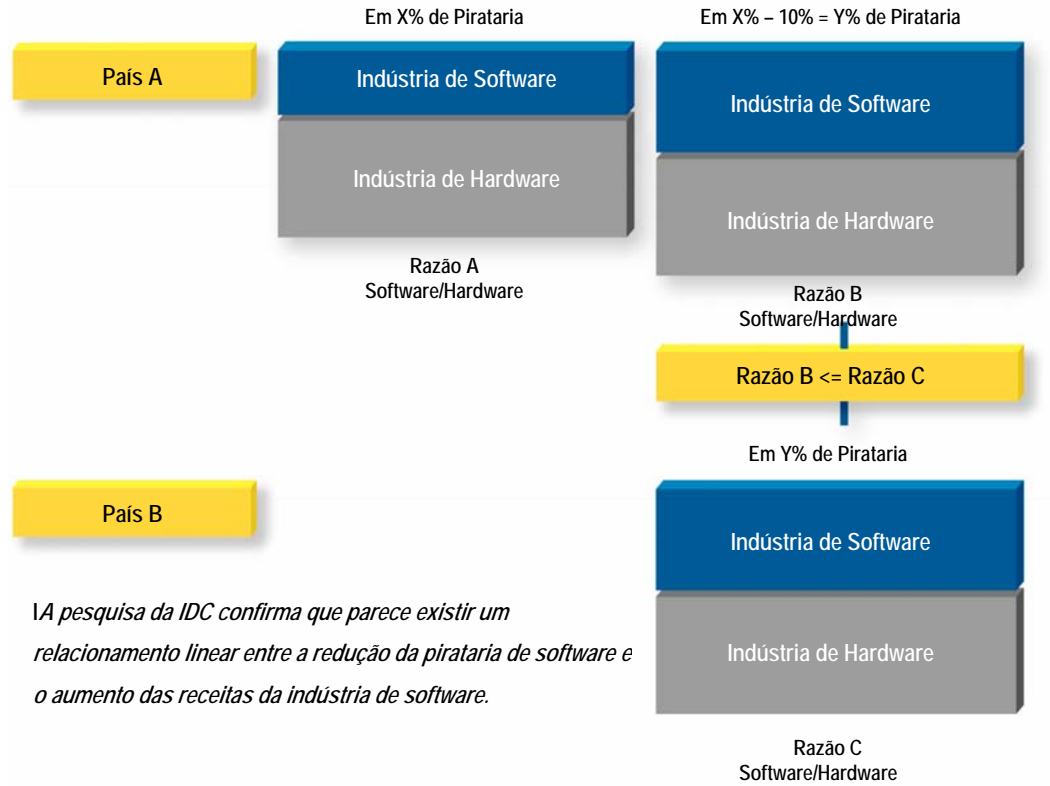 Em X% de Pirataria
Em X% – 10% = Y% de Pirataria
País A
Indústria de Software
Indústria de Software
Indústria de Hardware
Indústria de Hardware
Razão A
Software/Hardware
Razão B
Software/Hardware
Razão B <= Razão C
Em Y% de Pirataria
País B
Indústria de Software
\A pesquisa da IDC confirma que parece existir um
relacionamento linear entre a redução da pirataria de software e
o aumento das receitas da indústria de software.
Indústria de Hardware
Razão C
Software/Hardware